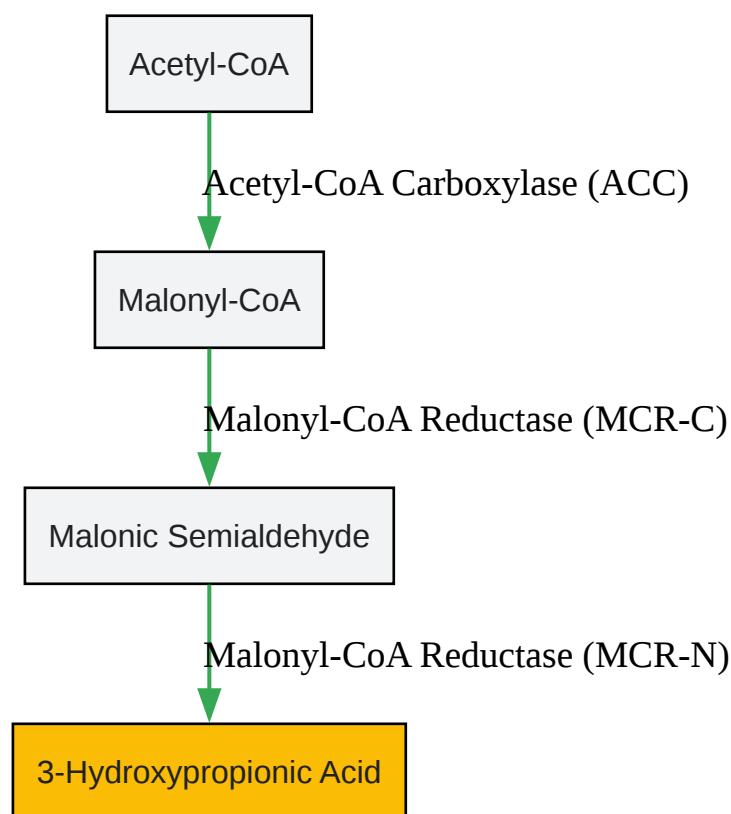 Acetyl-CoA
Acetyl-CoA Carboxylase (ACC)
Malonyl-CoA
Malonyl-CoA Reductase (MCR-C)
Malonic Semialdehyde
Malonyl-CoA Reductase (MCR-N)
3-Hydroxypropionic Acid